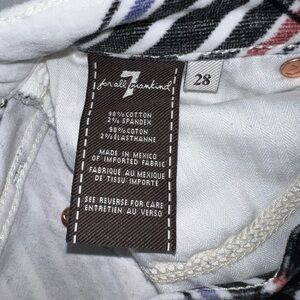 7
for all mankind
28
98% COTTON
2% SPANDEX
98% COTON
2% ELASTHANNE
MADE IN MEXICO
OF IMPORTED FABRIC
FABRIQUÉ AU MEXIQUE
DE TISSU IMPORTE
SEE REVERSE FOR CARE
ENTRETIEN AU VERSO